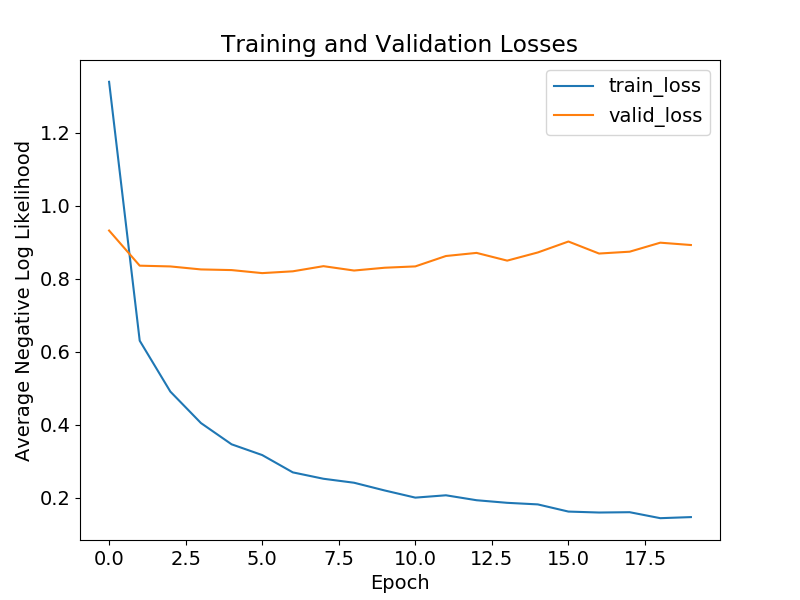 Training and Validation Losses
train_loss
valid_loss
Average Negative Log Likelihood
1.2
1.0
0.8
0.6
0.4
0.2
0.0 2.5 5.0 7.5 10.0 12.5 15.0 17.5
Epoch